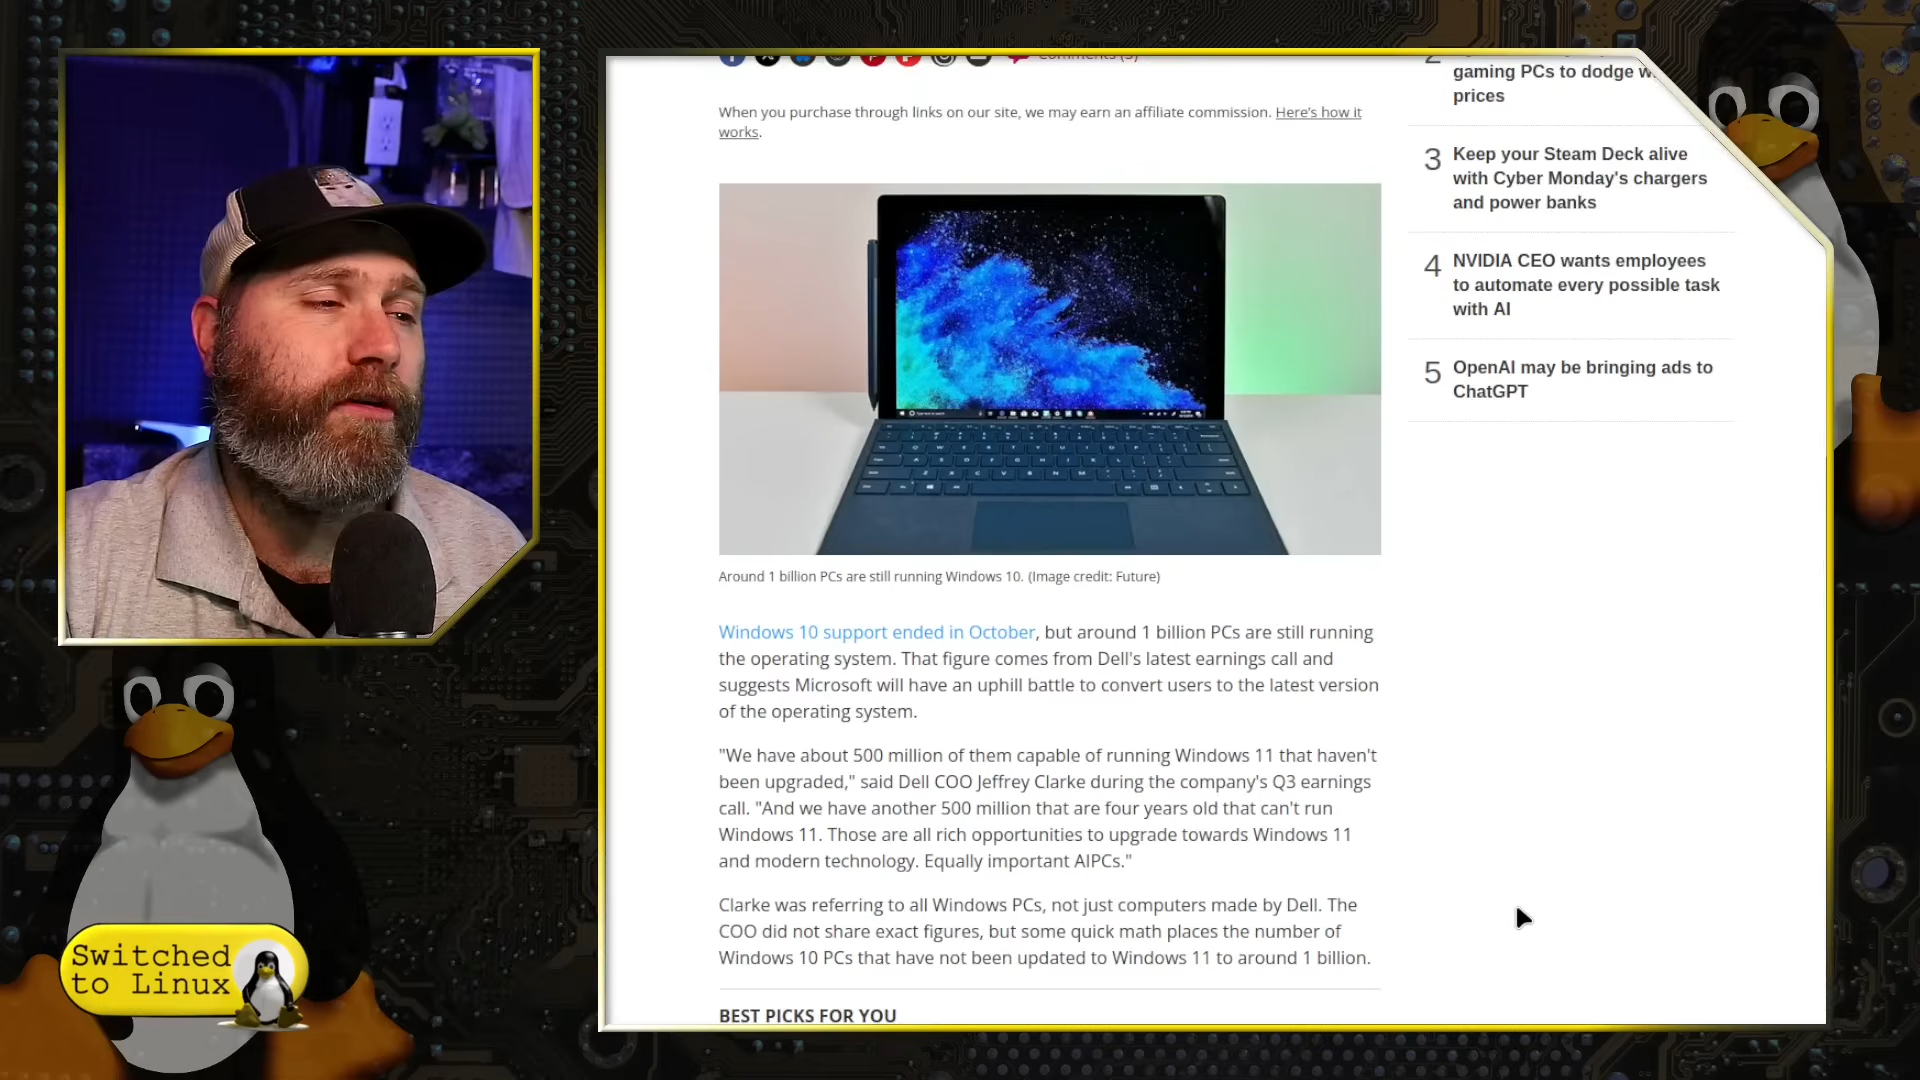 Comments (5)
gaming PCs to dodge
prices
When you purchase through links on our site, we may earn an affiliate commission. Here's how it
works.
3 Keep your Steam Deck alive
with Cyber Monday's chargers
and power banks
4 NVIDIA CEO wants employees
to automate every possible task
with AI
5 OpenAI may be bringing ads to
ChatGPT
Around 1 billion PCs are still running Windows 10. (Image credit: Future)
Windows 10 support ended in October, but around 1 billion PCs are still running
the operating system. That figure comes from Dell's latest earnings call and
suggests Microsoft will have an uphill battle to convert users to the latest version
of the operating system.
"We have about 500 million of them capable of running Windows 11 that haven't
been upgraded," said Dell COO Jeffrey Clarke during the company's Q3 earnings
call. "And we have another 500 million that are four years old that can't run
Windows 11. Those are all rich opportunities to upgrade towards Windows 11
and modern technology. Equally important AIPCs."
Clarke was referring to all Windows PCs, not just computers made by Dell. The
COO did not share exact figures, but some quick math places the number of
Windows 10 PCs that have not been updated to Windows 11 to around 1 billion.
BEST PICKS FOR YOU
Switched
to Linux